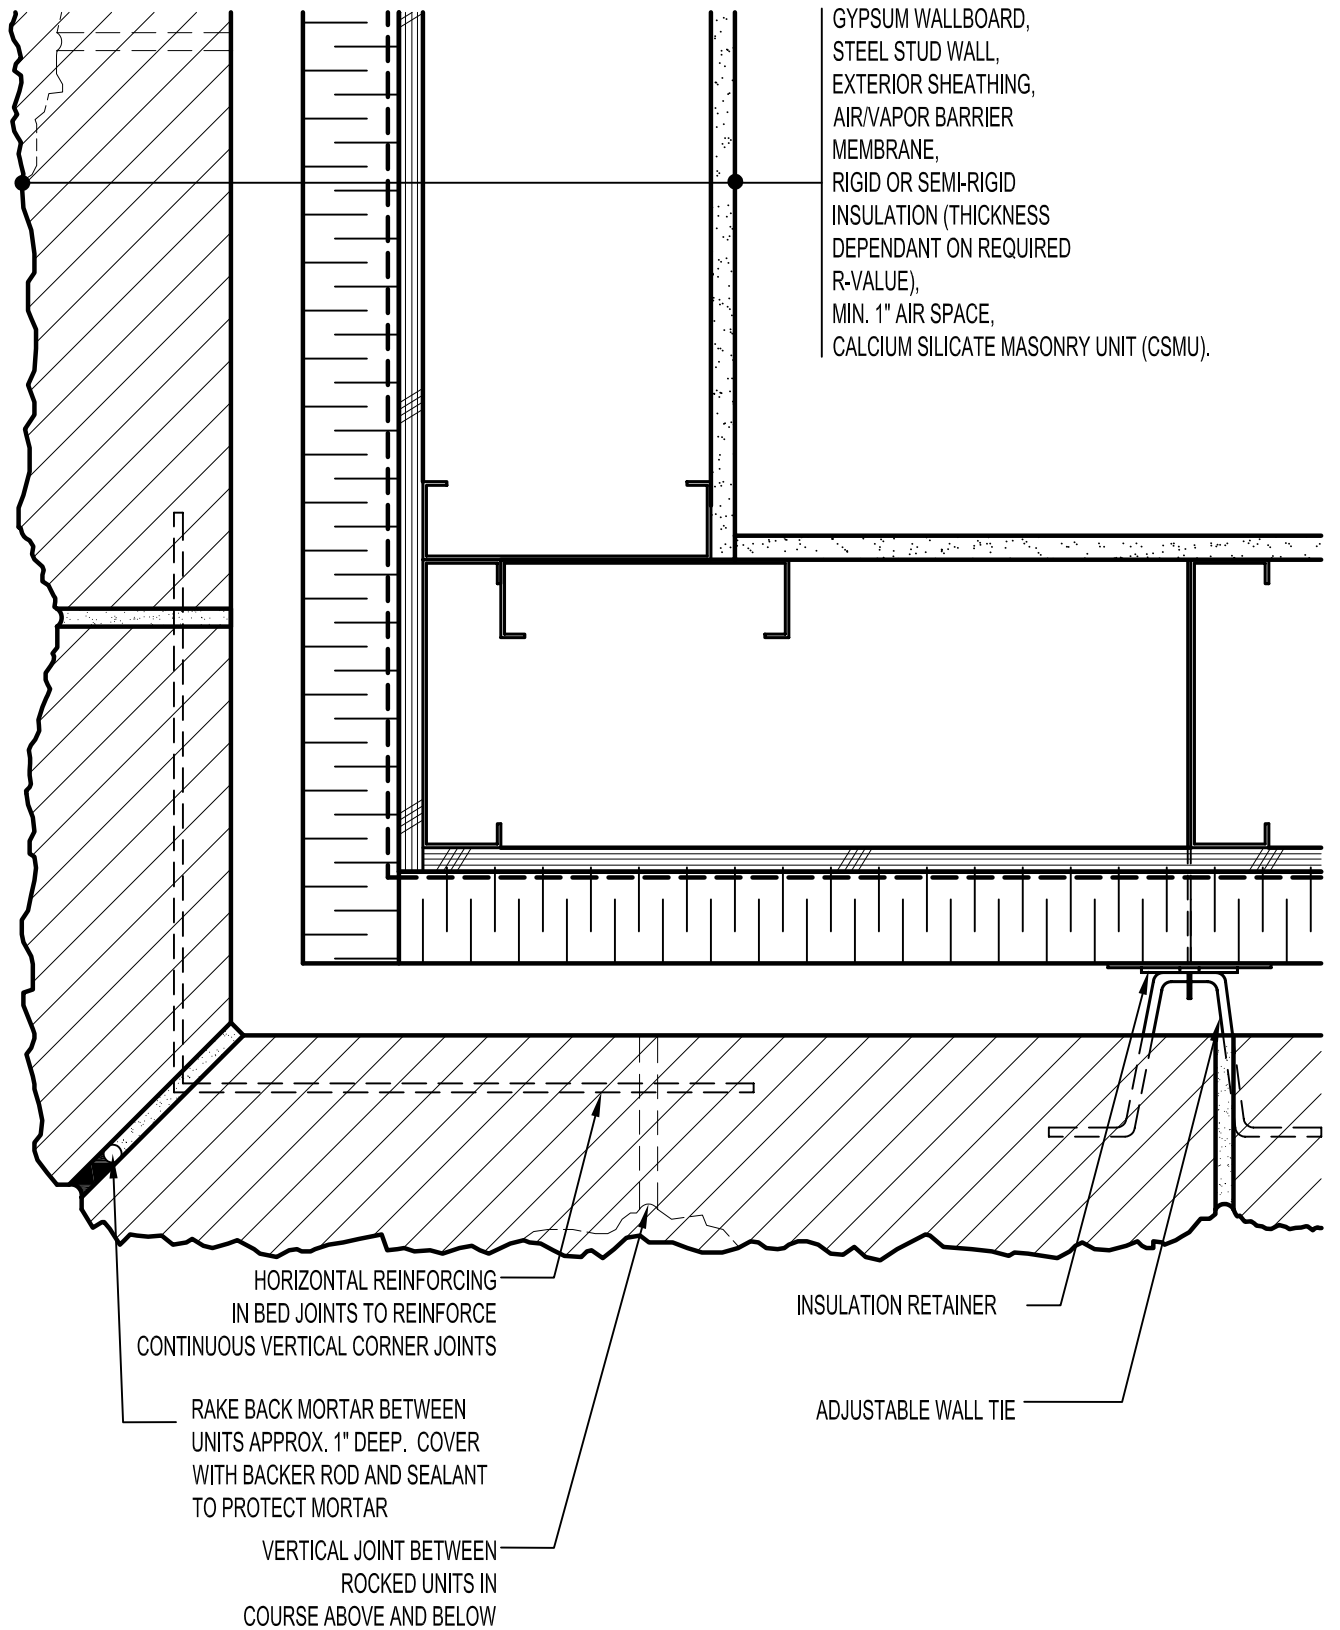 GYPSUM WALLBOARD,
STEEL STUD WALL,
EXTERIOR SHEATHING,
AIR/VAPOR BARRIER
MEMBRANE,
RIGID OR SEMI-RIGID
INSULATION (THICKNESS
DEPENDANT ON REQUIRED
R-VALUE),
MIN. 1" AIR SPACE,
CALCIUM SILICATE MASONRY UNIT (CSMU).
HORIZONTAL REINFORCING
IN BED JOINTS TO REINFORCE
CONTINUOUS VERTICAL CORNER JOINTS
INSULATION RETAINER
RAKE BACK MORTAR BETWEEN
UNITS APPROX. 1" DEEP. COVER
WITH BACKER ROD AND SEALANT
TO PROTECT MORTAR
ADJUSTABLE WALL TIE
VERTICAL JOINT BETWEEN
ROCKED UNITS IN
COURSE ABOVE AND BELOW